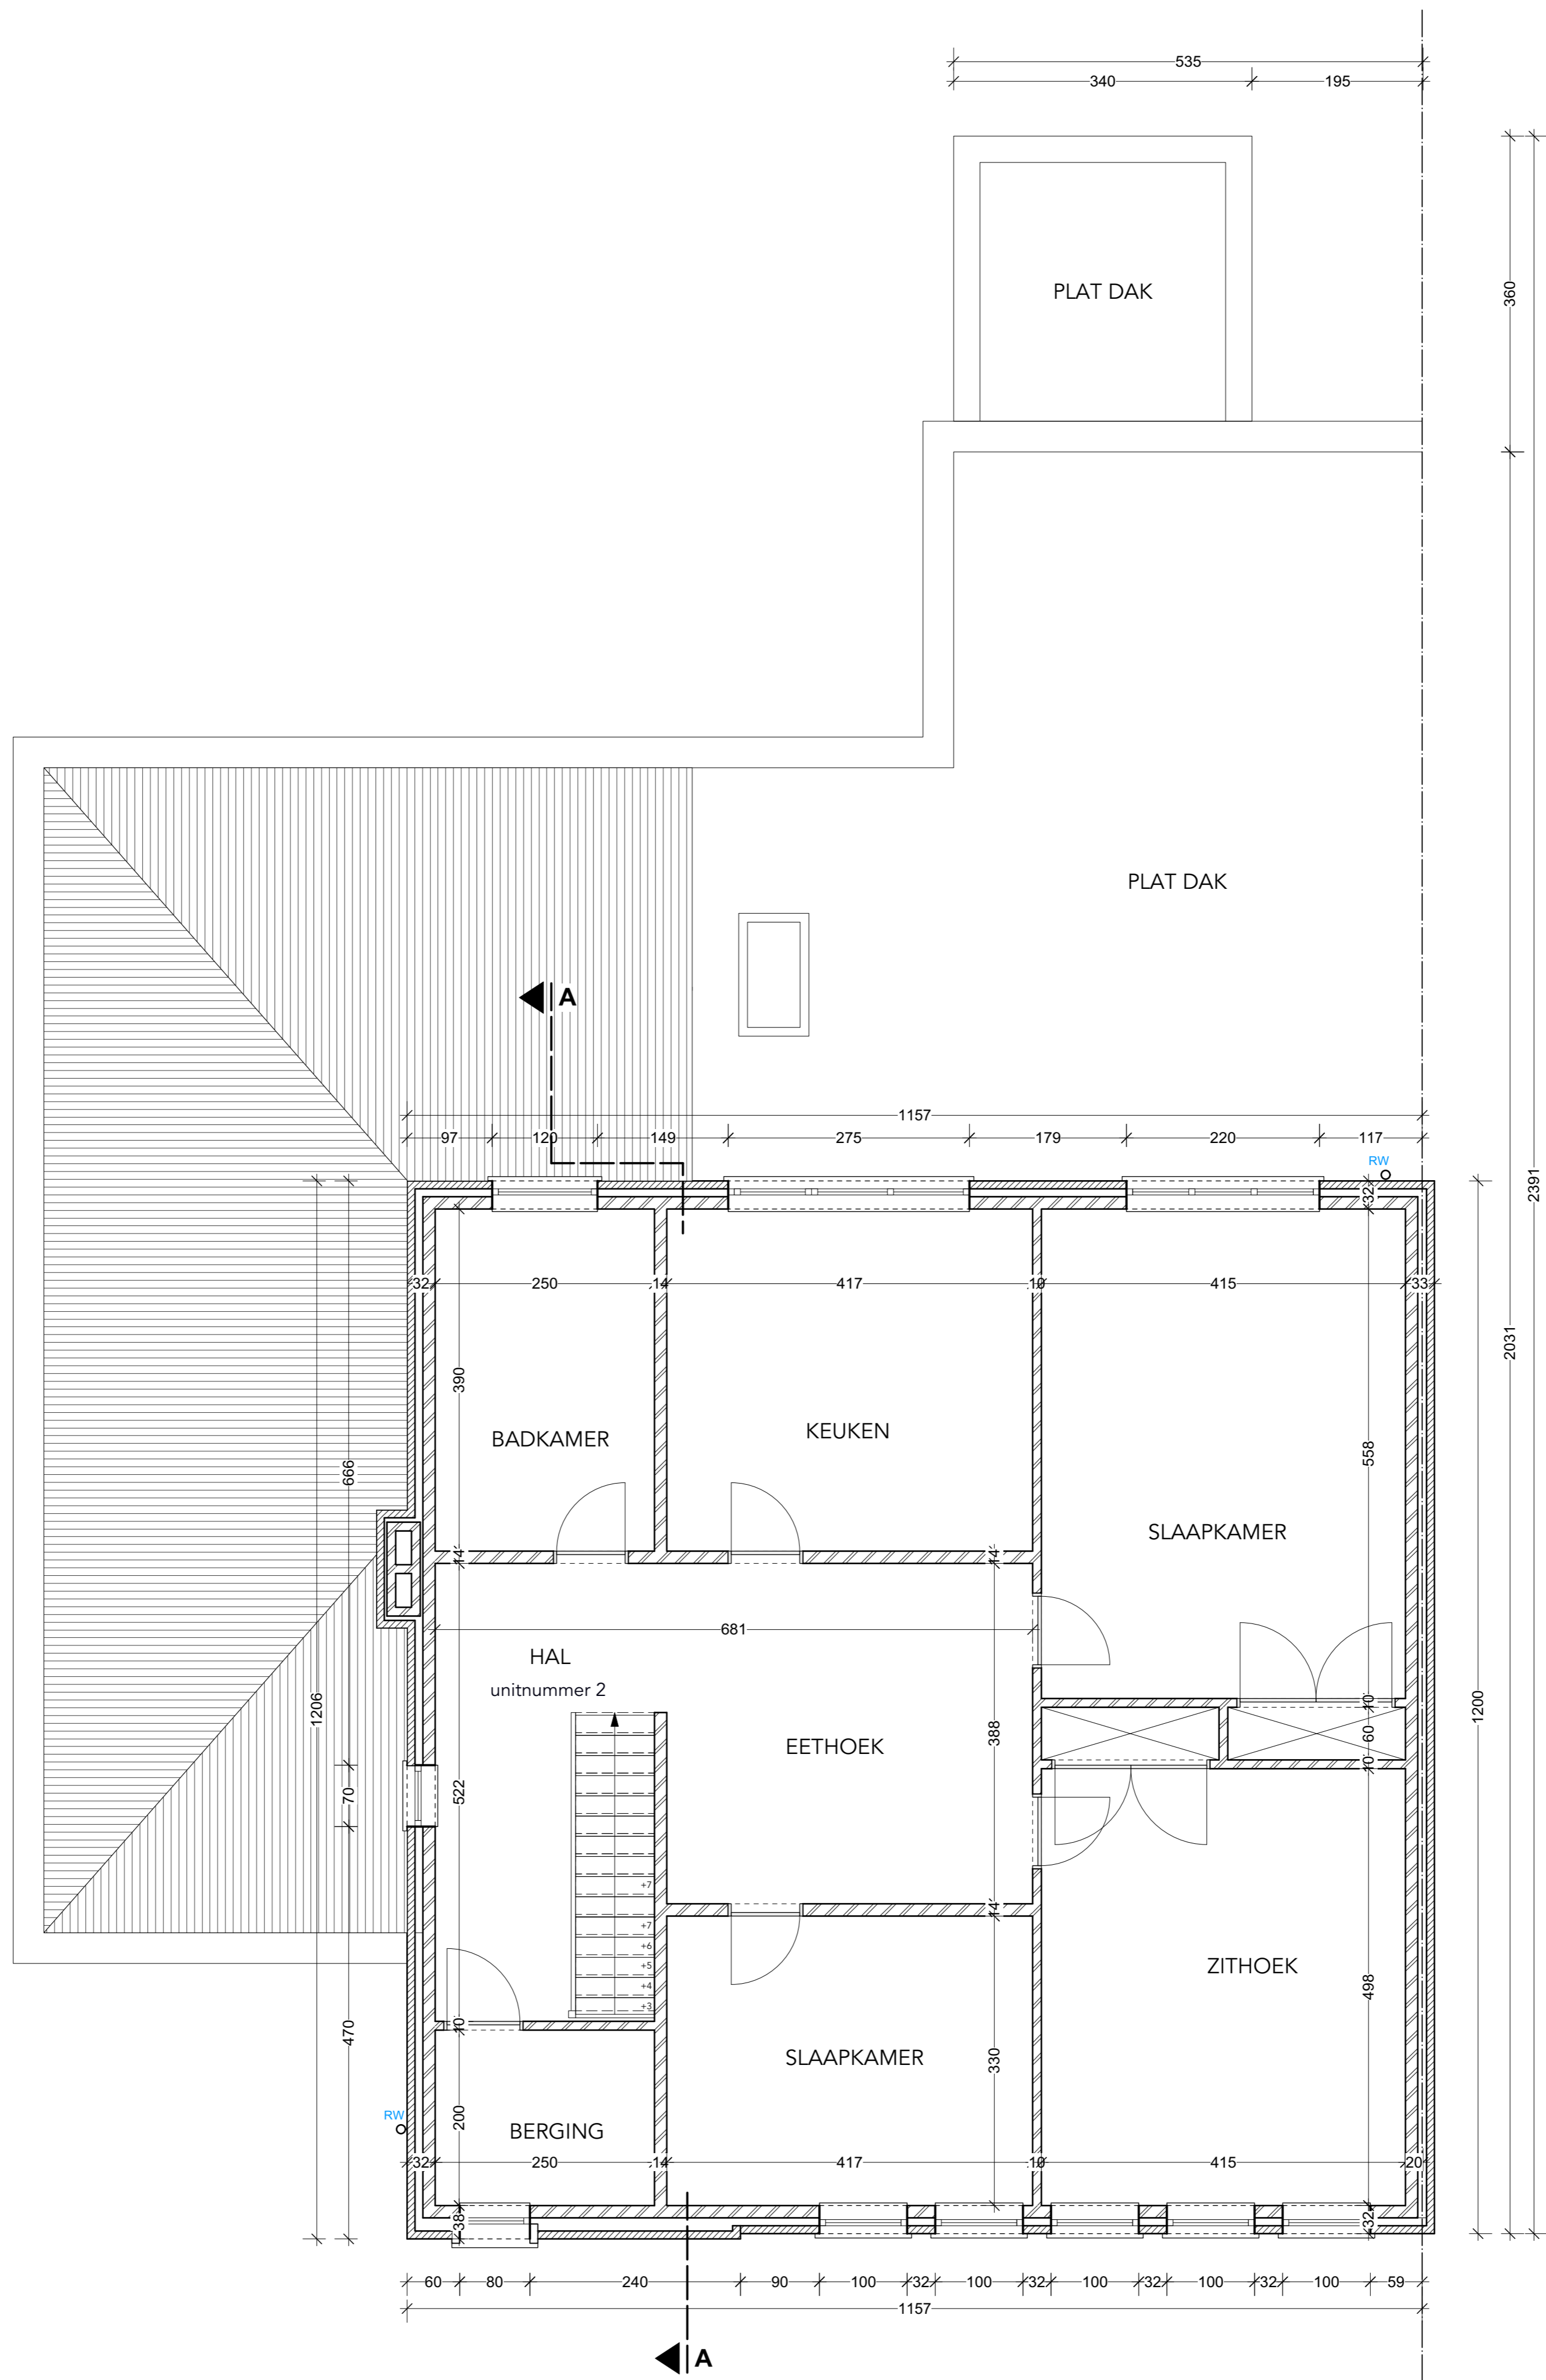 535
340 195
PLAT DAK
360
PLAT DAK
A
1157
97 120 149 275 179 220 117
RW
32
2391
32 250 14 417 10 415 33
390
666
558
2031
BADKAMER
KEUKEN
SLAAPKAMER
14 14
681
HAL
unitnummer 2
1206
1200
10
EETHOEK
388
60
10
70
522
+7
14
+7
+6
+5
+4
+3
ZITHOEK
498
10
470
SLAAPKAMER
330
RW
200
BERGING
32 250 14 417 10 415 20
38
32
60 80 240 90 100 32 100 32 100 32 100 32 100 59
1157
A